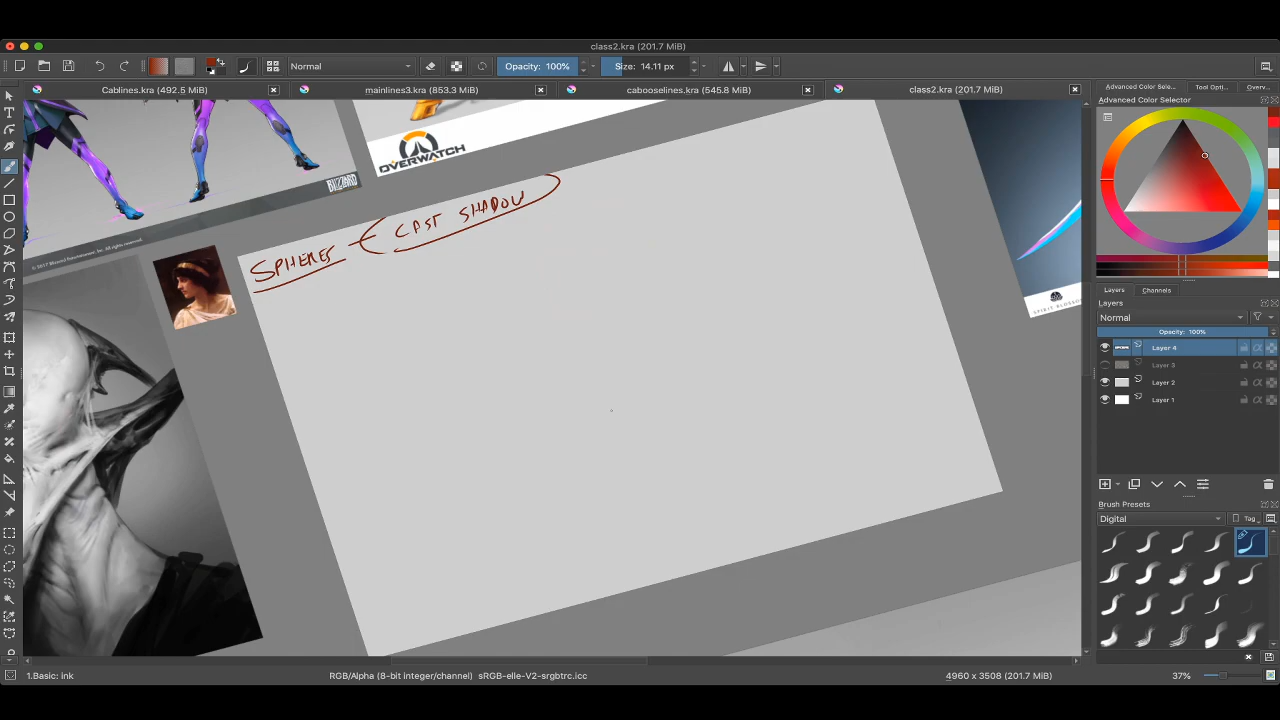 class2.kra (201.7 MiB)
Normal
Opacity: 100%
Size: 14.11 px
Cablines.kra (492.5 MiB)
mainlines3.kra (853.3 MiB)
cabooselines.kra (545.8 MiB)
class2.kra (201.7 MiB)
Advanced Color Selec...
Tool Opti...
Overv...
Advanced Color Selector
OVERWATCH
BLIZZARD
SPHERES
CAST SHADOW
Layers
Channels
Layers
Normal
Opacity: 100%
Layer 4
Layer 3
Layer 2
Layer 1
Brush Presets
Digital
Tag
1.Basic: ink
RGB/Alpha (8-bit integer/channel) sRGB-elle-V2-srgbtrc.icc
4960 x 3508 (201.7 MiB)
37%